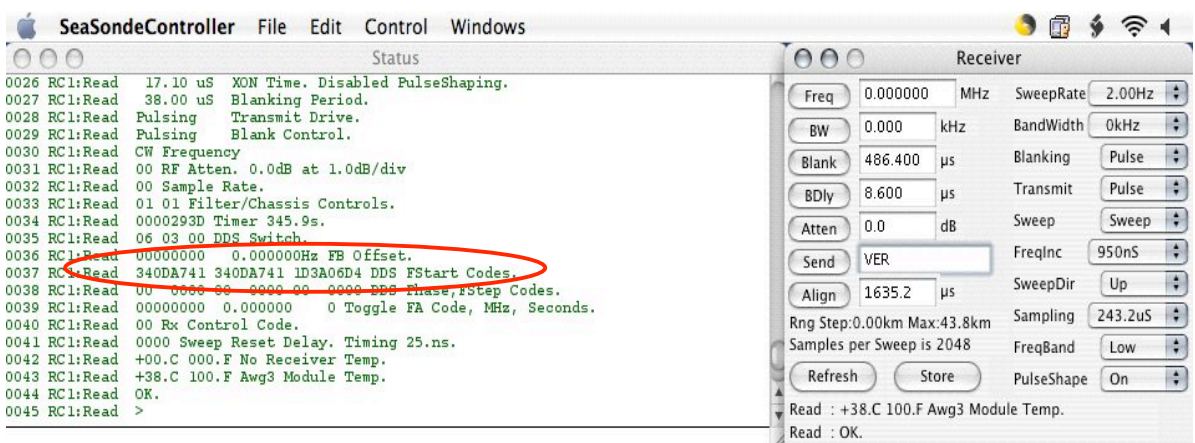 SeaSondeController File Edit Control Windows
Status
0026 RC1:Read 17.10 uS XON Time. Disabled PulseShaping.
0027 RC1:Read 38.00 uS Blanking Period.
0028 RC1:Read Pulsing Transmit Drive.
0029 RC1:Read Pulsing Blank Control.
0030 RC1:Read CW Frequency
0031 RC1:Read 00 RF Atten. 0.0dB at 1.0dB/div
0032 RC1:Read 00 Sample Rate.
0033 RC1:Read 01 01 Filter/Chassis Controls.
0034 RC1:Read 0000293D Timer 345.9s.
0035 RC1:Read 06 03 00 DDS Switch.
0036 RC1:Read 00000000 0.000000Hz FB Offset.
0037 RC1:Read 340DA741 340DA741 1D3A06D4 DDS FStart Codes.
0038 RC1:Read 00 0000 00 0000 00 0000 DDS Phase,FStep Codes.
0039 RC1:Read 00000000 0.000000 0 Toggle FA Code, MHz, Seconds.
0040 RC1:Read 00 Rx Control Code.
0041 RC1:Read 0000 Sweep Reset Delay. Timing 25.ns.
0042 RC1:Read +00.C 000.F No Receiver Temp.
0043 RC1:Read +38.C 100.F Awg3 Module Temp.
0044 RC1:Read OK.
0045 RC1:Read >
Receiver
Freq 0.000000 MHz SweepRate 2.00Hz
BW 0.000 kHz BandWidth 0kHz
Blank 486.400 µs Blanking Pulse
BDly 8.600 µs Transmit Pulse
Atten 0.0 dB Sweep Sweep
Send VER FreqInc 950nS
Align 1635.2 µs SweepDir Up
Rng Step:0.00km Max:43.8km Sampling 243.2uS
Samples per Sweep is 2048 FreqBand Low
Refresh Store PulseShape On
Read : +38.C 100.F Awg3 Module Temp.
Read : OK.